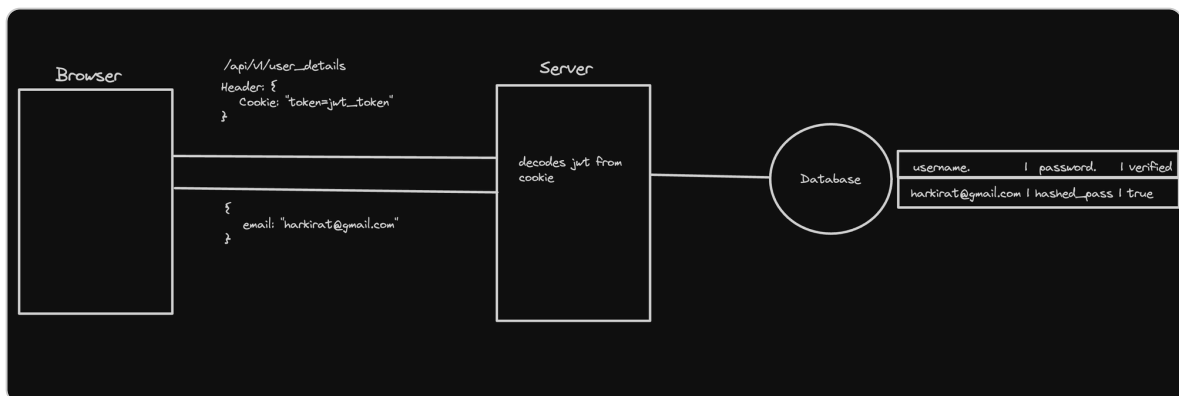 Browser
/api/v1/user_details
Header: {
Cookie: "token=jwt_token"
}
{
email: "harkirat@gmail.com"
}
Server
decodes jwt from
cookie
Database
username. | password. | verified
harkirat@gmail.com | hashed_pass | true